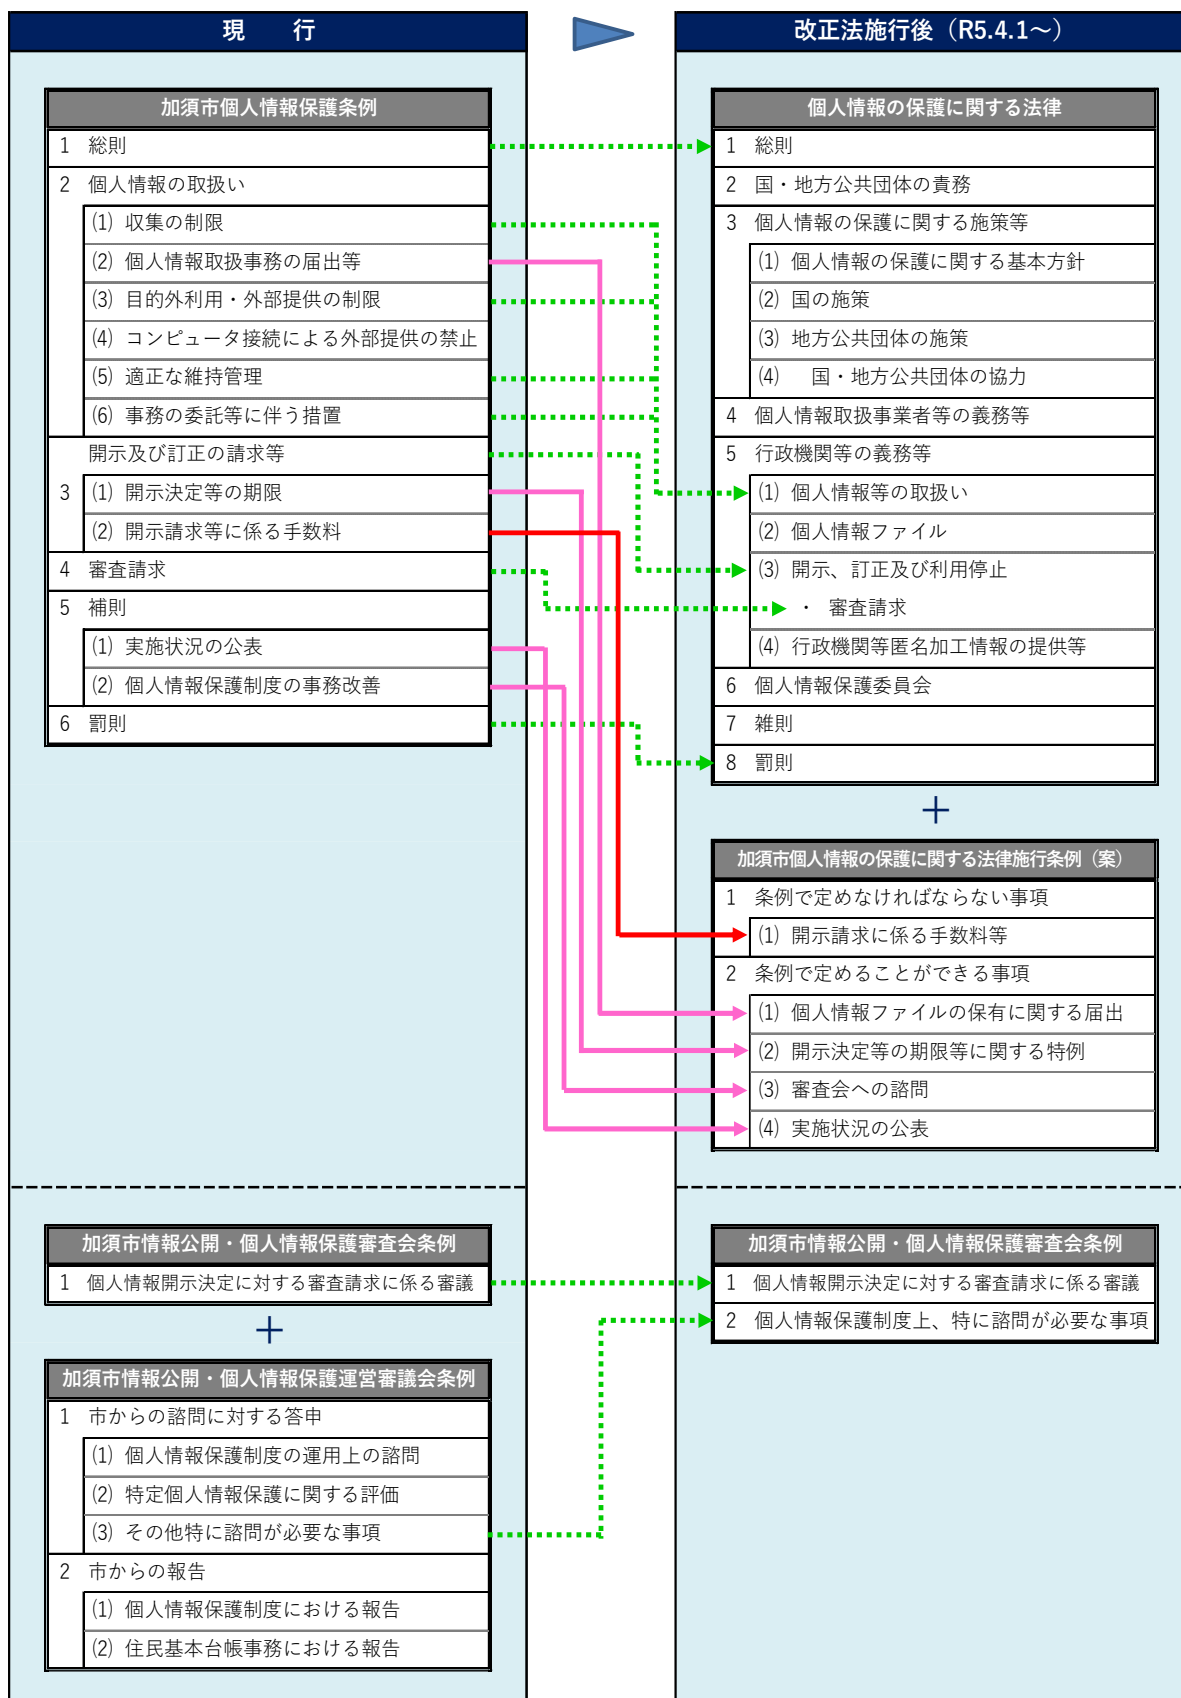 現　　行
加須市個人情報保護条例
1 総則
2 個人情報の取扱い
(1) 収集の制限
(2) 個人情報取扱事務の届出等
(3) 目的外利用・外部提供の制限
(4) コンピュータ接続による外部提供の禁止
(5) 適正な維持管理
(6) 事務の委託等に伴う措置
開示及び訂正の請求等
3 (1) 開示決定等の期限
(2) 開示請求等に係る手数料
4 審査請求
5 補則
(1) 実施状況の公表
(2) 個人情報保護制度の事務改善
6 罰則
加須市情報公開・個人情報保護審査会条例
1 個人情報開示決定に対する審査請求に係る審議
＋
加須市情報公開・個人情報保護運営審議会条例
1 市からの諮問に対する答申
(1) 個人情報保護制度の運用上の諮問
(2) 特定個人情報保護に関する評価
(3) その他特に諮問が必要な事項
2 市からの報告
(1) 個人情報保護制度における報告
(2) 住民基本台帳事務における報告
改正法施行後（R5.4.1～）
個人情報の保護に関する法律
1 総則
2 国・地方公共団体の責務
3 個人情報の保護に関する施策等
(1) 個人情報の保護に関する基本方針
(2) 国の施策
(3) 地方公共団体の施策
(4) 　国・地方公共団体の協力
4 個人情報取扱事業者等の義務等
5 行政機関等の義務等
(1) 個人情報等の取扱い
(2) 個人情報ファイル
(3) 開示、訂正及び利用停止
・ 審査請求
(4) 行政機関等匿名加工情報の提供等
6 個人情報保護委員会
7 雑則
8 罰則
＋
加須市個人情報の保護に関する法律施行条例（案）
1 条例で定めなければならない事項
(1) 開示請求に係る手数料等
2 条例で定めることができる事項
(1) 個人情報ファイルの保有に関する届出
(2) 開示決定等の期限等に関する特例
(3) 審査会への諮問
(4) 実施状況の公表
加須市情報公開・個人情報保護審査会条例
1 個人情報開示決定に対する審査請求に係る審議
2 個人情報保護制度上、特に諮問が必要な事項